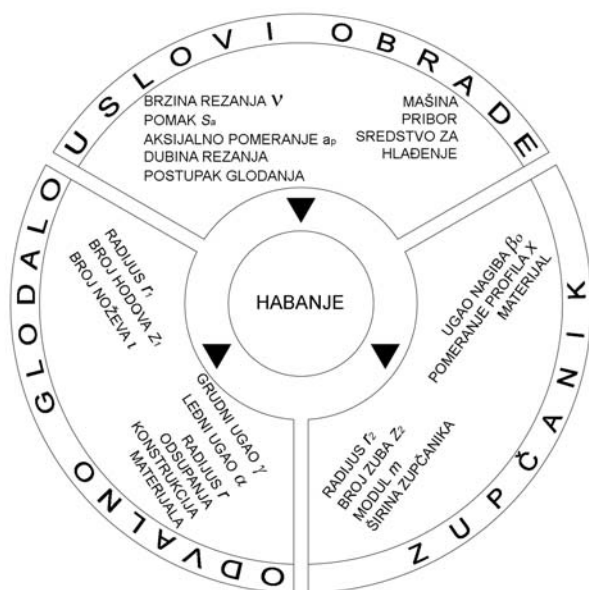 USLOVI OBRADE
BRZINA REZANJA v
POMAK sa
AKSIJALNO POMERANJE ap
DUBINA REZANJA
POSTUPAK GLODANJA
MAŠINA
PRIBOR
SREDSTVO ZA
HLAĐENJE
ZUPČANIK
UGAO NAGIBA βo
POMERANJE PROFILA X
MATERIJAL
RADIJUS r2
BROJ ZUBA z2
MODUL m
ŠIRINA ZUPČANIKA
ODVALNO GLODALO
RADIJUS r1
BROJ HODOVA z1
BROJ NOŽEVA ι
GRUDNI UGAO γ
LEĐNI UGAO α
RADIJUS r
ODSUPANJA
KONSTRUKCIJA
MATERIJALA
HABANJE